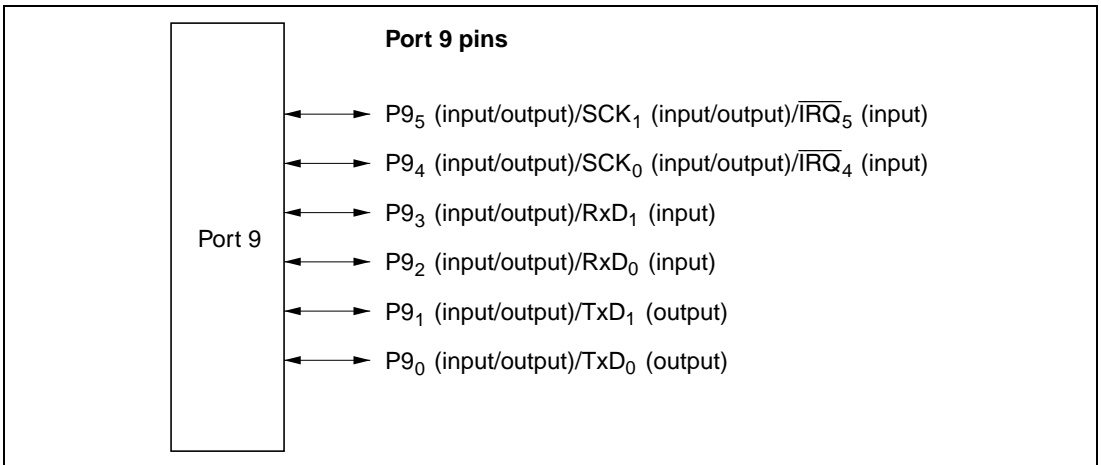 Port 9 pins
P9₅ (input/output)/SCK₁ (input/output)/I̅R̅Q̅₅ (input)
P9₄ (input/output)/SCK₀ (input/output)/I̅R̅Q̅₄ (input)
P9₃ (input/output)/RxD₁ (input)
Port 9
P9₂ (input/output)/RxD₀ (input)
P9₁ (input/output)/TxD₁ (output)
P9₀ (input/output)/TxD₀ (output)